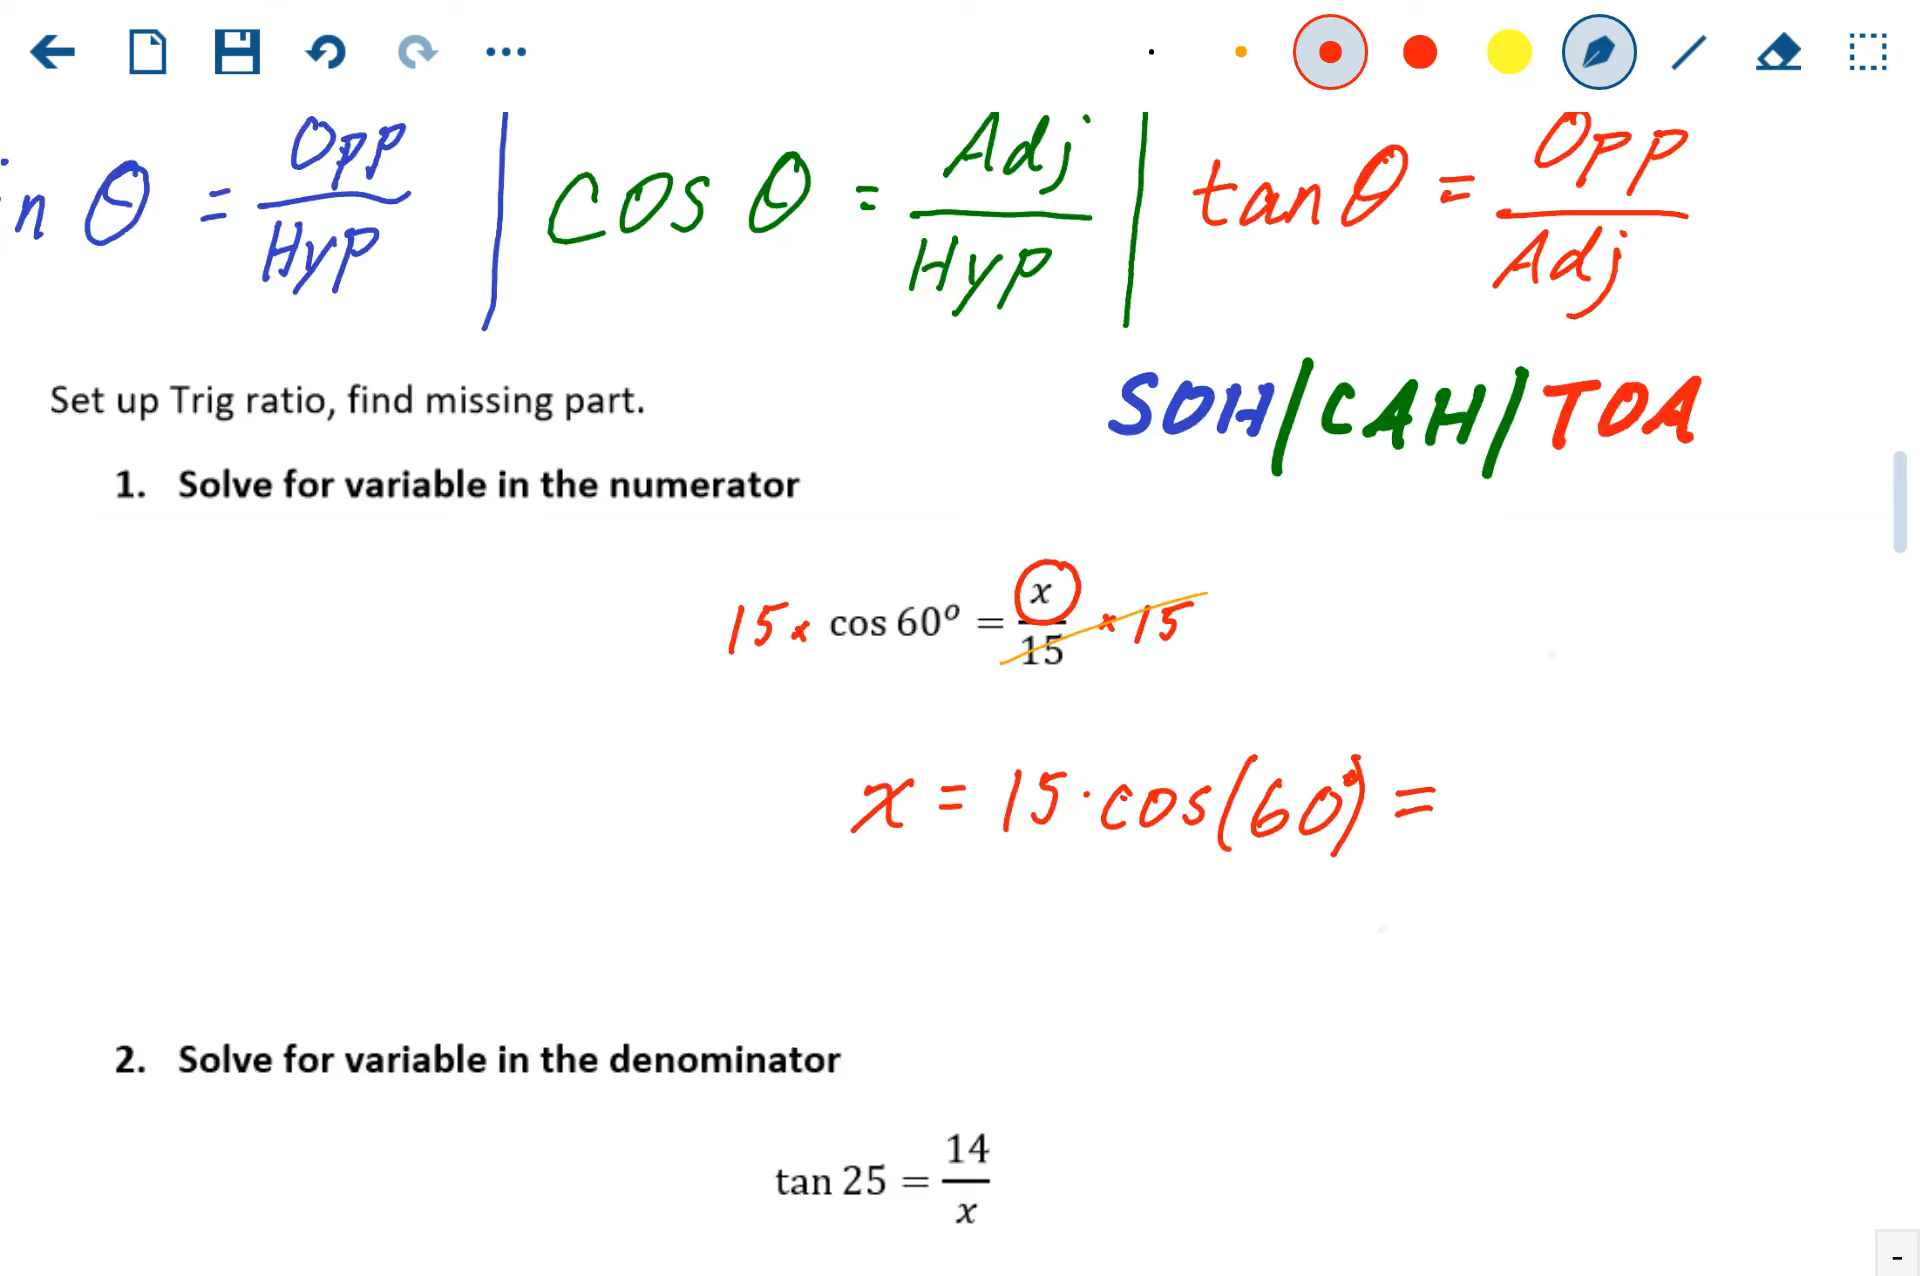 in θ = Opp / Hyp | cos θ = Adj / Hyp | tan θ = Opp / Adj
Set up Trig ratio, find missing part.
SOH/CAH/TOA
1. Solve for variable in the numerator
15 × cos 60° = x / 15 × 15
x = 15 · cos(60°) =
2. Solve for variable in the denominator
tan 25 = 14 / x